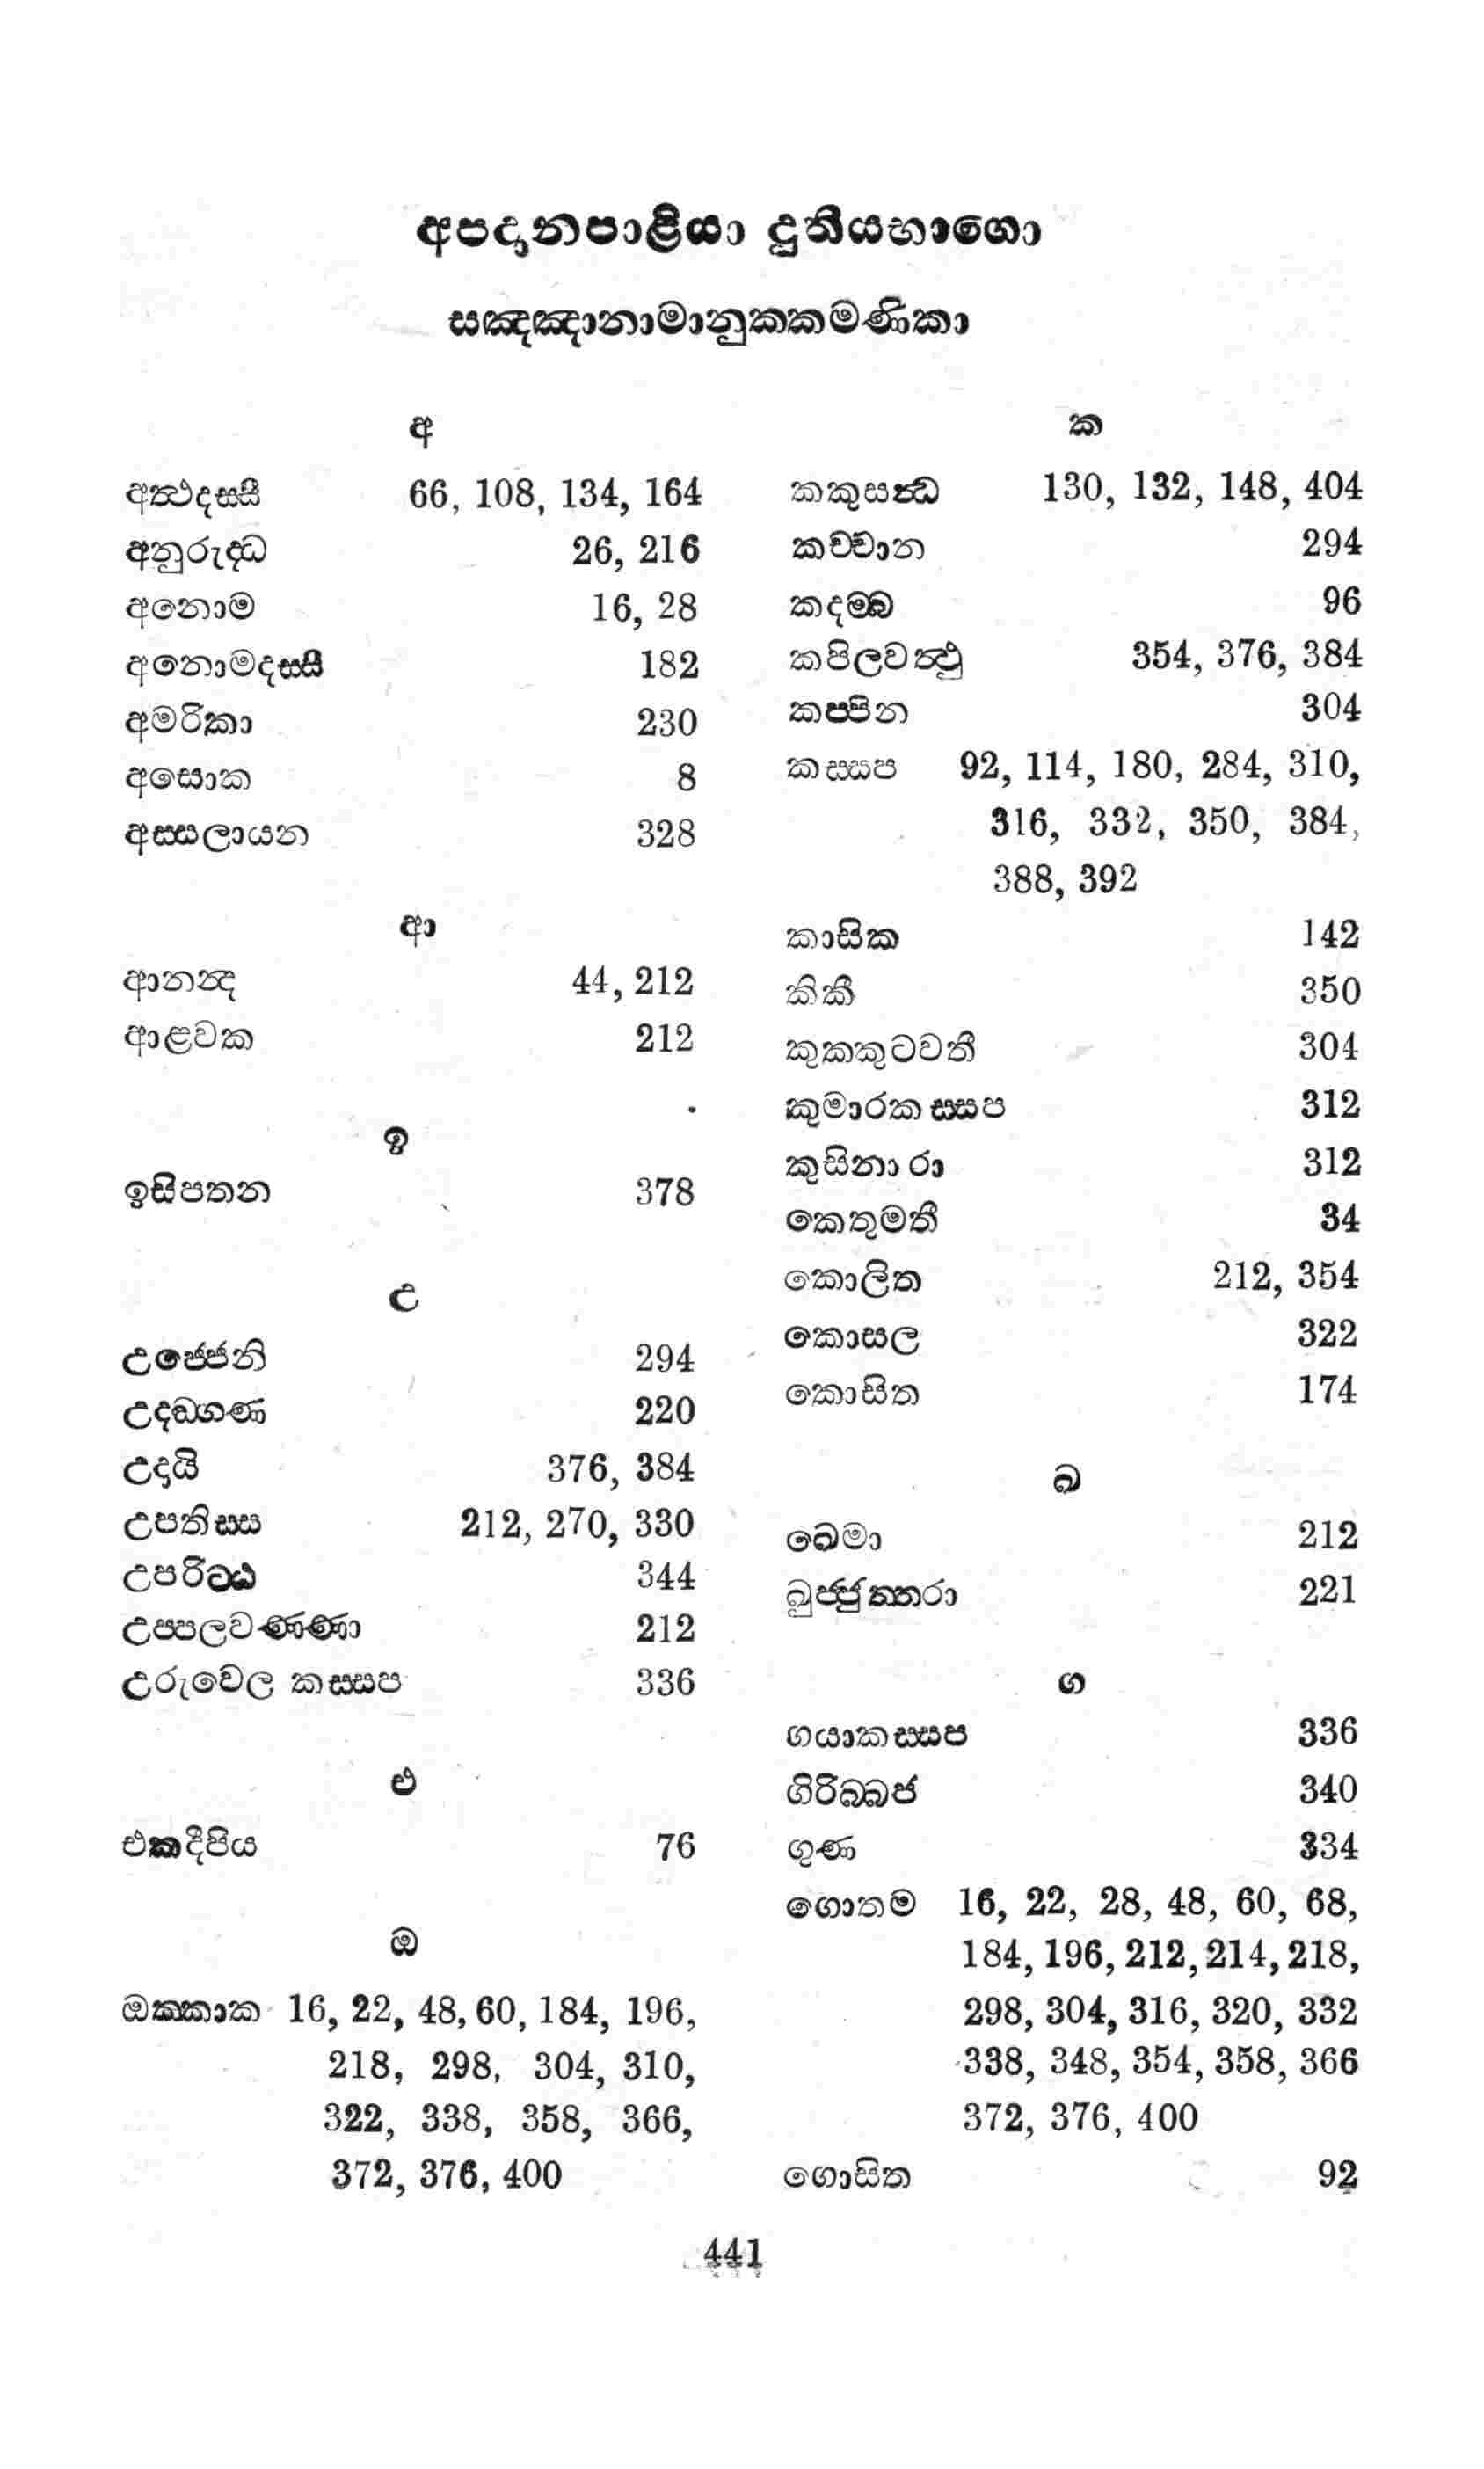 අපදානපාළියා දුතියභාගො
සඤ්ඤානාමානුක්කමණිකා
අ
අත්ථදස්සී 66, 108, 134, 164
අනුරුද්ධ 26, 216
අනොම 16, 28
අනොමදස්සී 182
අමරිකා 230
අසොක 8
අස්සලායන 328
ආ
ආනන්ද 44, 212
ආළවක 212
ඉ
ඉසිපතන 378
උ
උජ්ජෙනි 294
උදඞ්ගණ 220
උදායි 376, 384
උපතිස්ස 212, 270, 330
උපරිට්ඨ 344
උප්පලවණ්ණා 212
උරුවෙල කස්සප 336
එ
එකදීපිය 76
ඔ
ඔක්කාක 16, 22, 48, 60, 184, 196,
218, 298, 304, 310,
322, 338, 358, 366,
372, 376, 400
ක
කකුසන්ධ 130, 132, 148, 404
කච්චාන 294
කදම්බ 96
කපිලවත්ථු 354, 376, 384
කප්පින 304
කස්සප 92, 114, 180, 284, 310,
316, 332, 350, 384,
388, 392
කාසික 142
කිකී 350
කුක්කුටවතී 304
කුමාරකස්සප 312
කුසිනාරා 312
කෙතුමතී 34
කොලිත 212, 354
කොසල 322
කොසිත 174
ඛ
ඛෙමා 212
ඛුජ්ජුත්තරා 221
ග
ගයාකස්සප 336
ගිරිබ්බජ 340
ගුණ 334
ගොතම 16, 22, 28, 48, 60, 68,
184, 196, 212, 214, 218,
298, 304, 316, 320, 332
338, 348, 354, 358, 366
372, 376, 400
ගොසිත 92
441